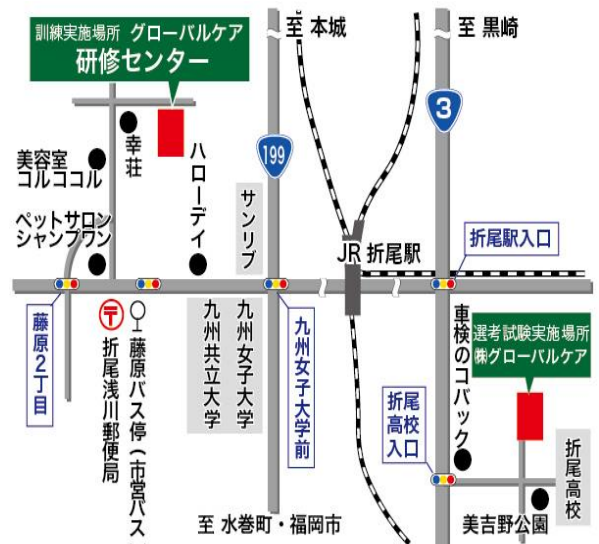 訓練実施場所 グローバルケア
研修センター
至 本城
至 黒崎
3
199
幸荘
美容室
コルココル
ハローデイ
サンリブ
ペットサロン
シャンプワン
JR 折尾駅
折尾駅入口
藤原2丁目
〒
折尾浅川郵便局
藤原バス停(市営バス
九州共立大学
九州女子大学
九州女子大学前
車検のコバック
選考試験実施場所
㈱グローバルケア
折尾
高校
入口
折尾高校
至 水巻町・福岡市
美吉野公園